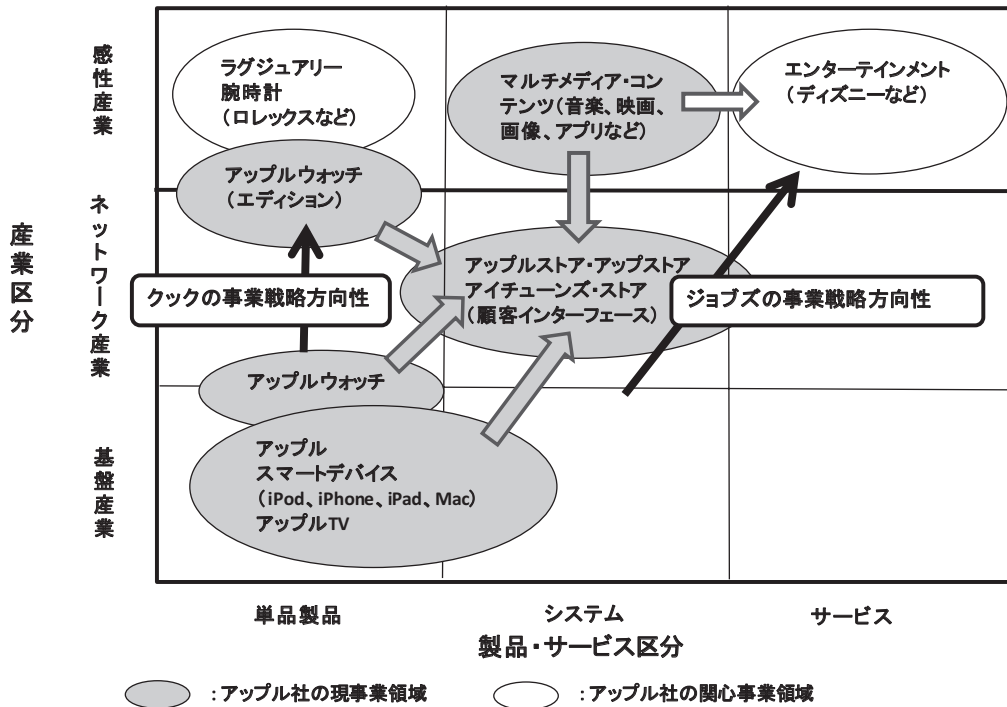 感性産業
ラグジュアリー
腕時計
(ロレックスなど)
マルチメディア・コン
テンツ(音楽、映画、
画像、アプリなど)
エンターテインメント
(ディズニーなど)
アップルウォッチ
(エディション)
産業区分
ネットワーク産業
アップルストア・アップストア
アイチューンズ・ストア
(顧客インターフェース)
クックの事業戦略方向性
ジョブズの事業戦略方向性
アップルウォッチ
基盤産業
アップル
スマートデバイス
(iPod、iPhone、iPad、Mac)
アップルTV
単品製品
システム
サービス
製品・サービス区分
:アップル社の現事業領域
:アップル社の関心事業領域